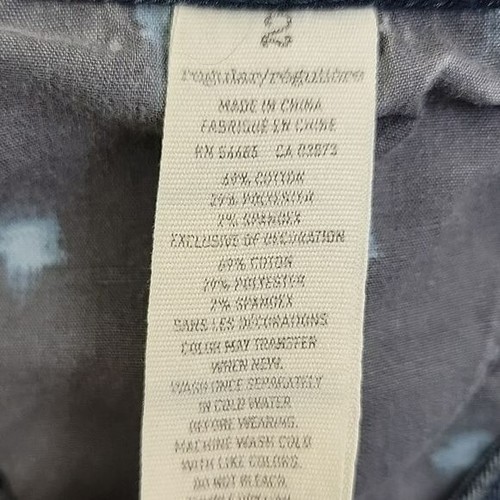 regular/régulière
MADE IN CHINA
FABRIQUÉ EN CHINE
RN 54485 CA 03873
69% COTTON
29% POLYESTER
2% SPANDEX
EXCLUSIVE OF DECORATION
69% COTON
29% POLYESTER
2% SPANDEX
SANS LES DÉCORATIONS
COLOR MAY TRANSFER
WHEN NEW.
WASH ONCE SEPARATELY
IN COLD WATER
BEFORE WEARING.
MACHINE WASH COLD
WITH LIKE COLORS.
DO NOT BLEACH.